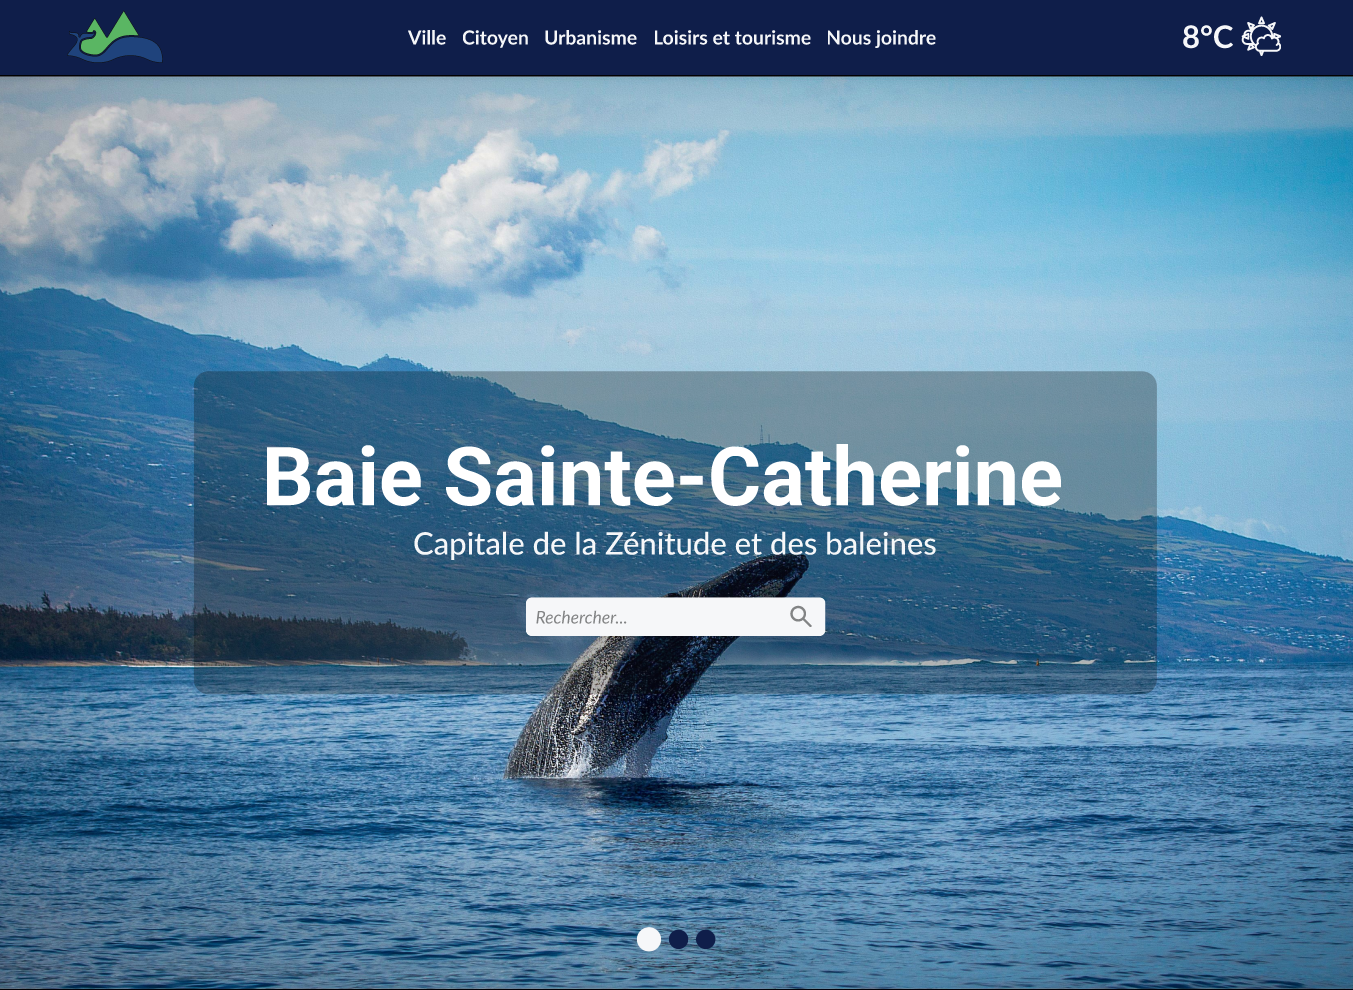 Ville Citoyen Urbanisme Loisirs et tourisme Nous joindre 8°C
Baie Sainte-Catherine
Capitale de la Zénitude et des baleines
Rechercher...